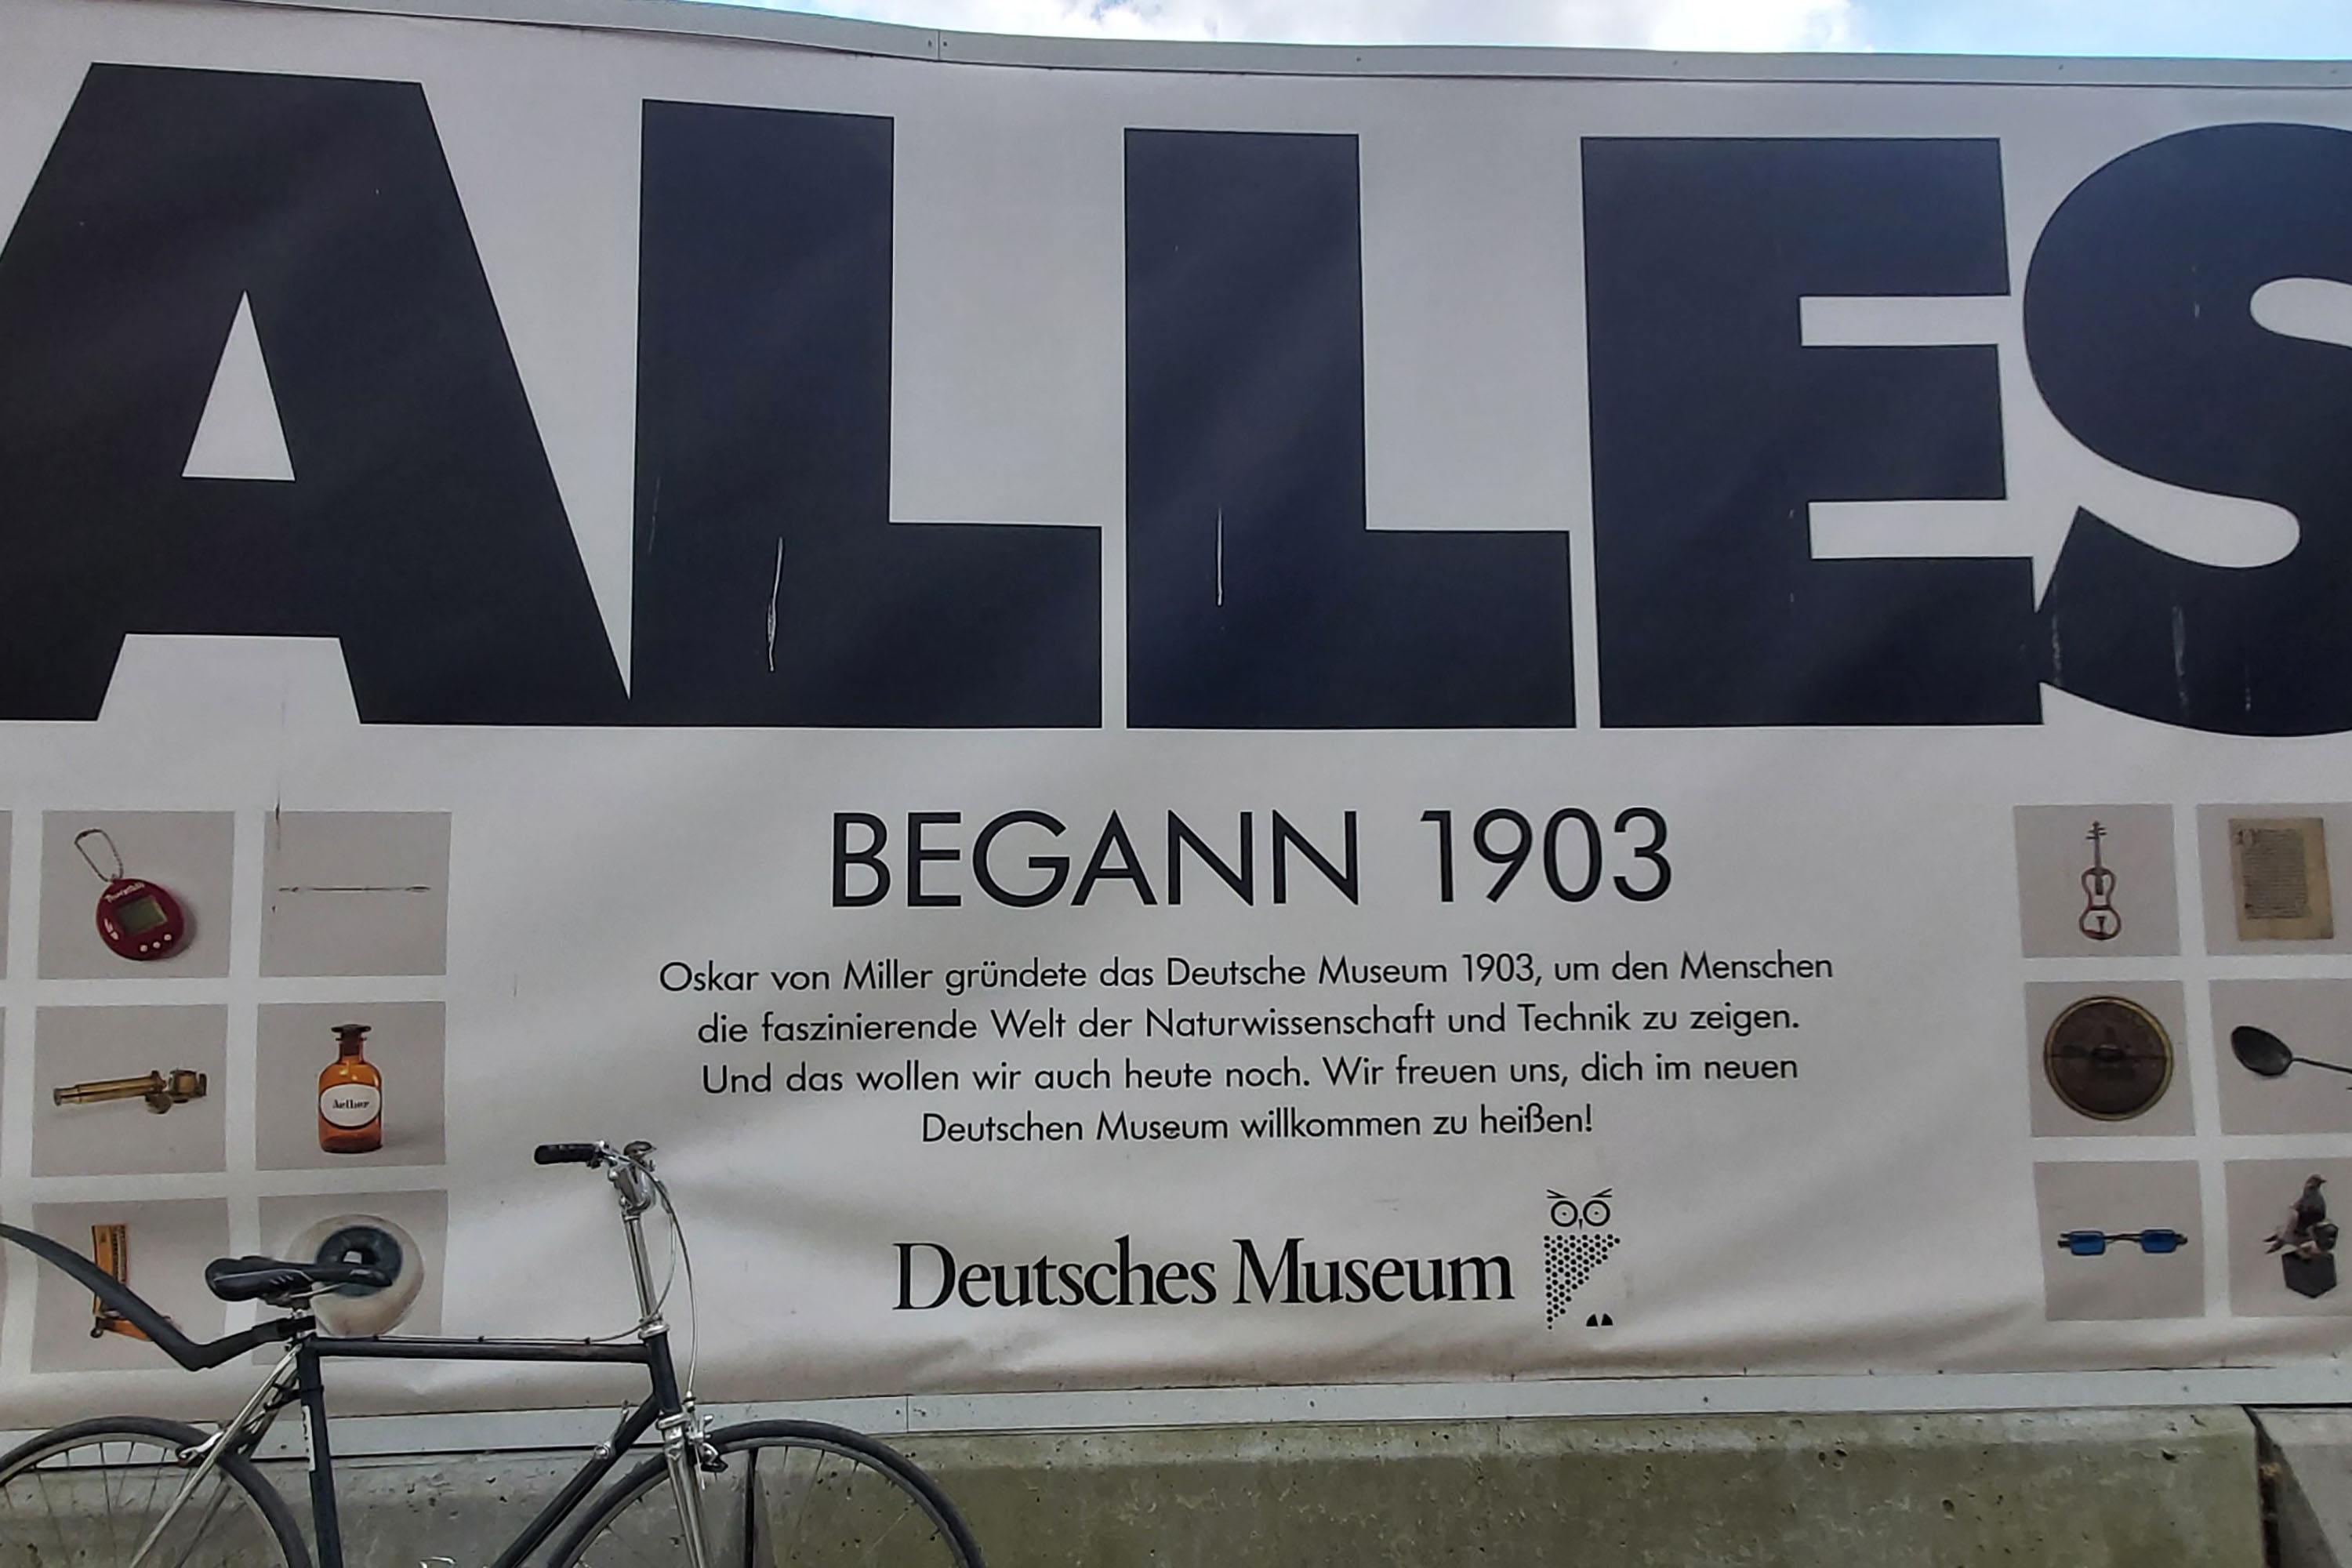 ALLES
BEGANN 1903
Oskar von Miller gründete das Deutsche Museum 1903, um den Menschen
die faszinierende Welt der Naturwissenschaft und Technik zu zeigen.
Und das wollen wir auch heute noch. Wir freuen uns, dich im neuen
Deutschen Museum willkommen zu heißen!
Deutsches Museum
Aether